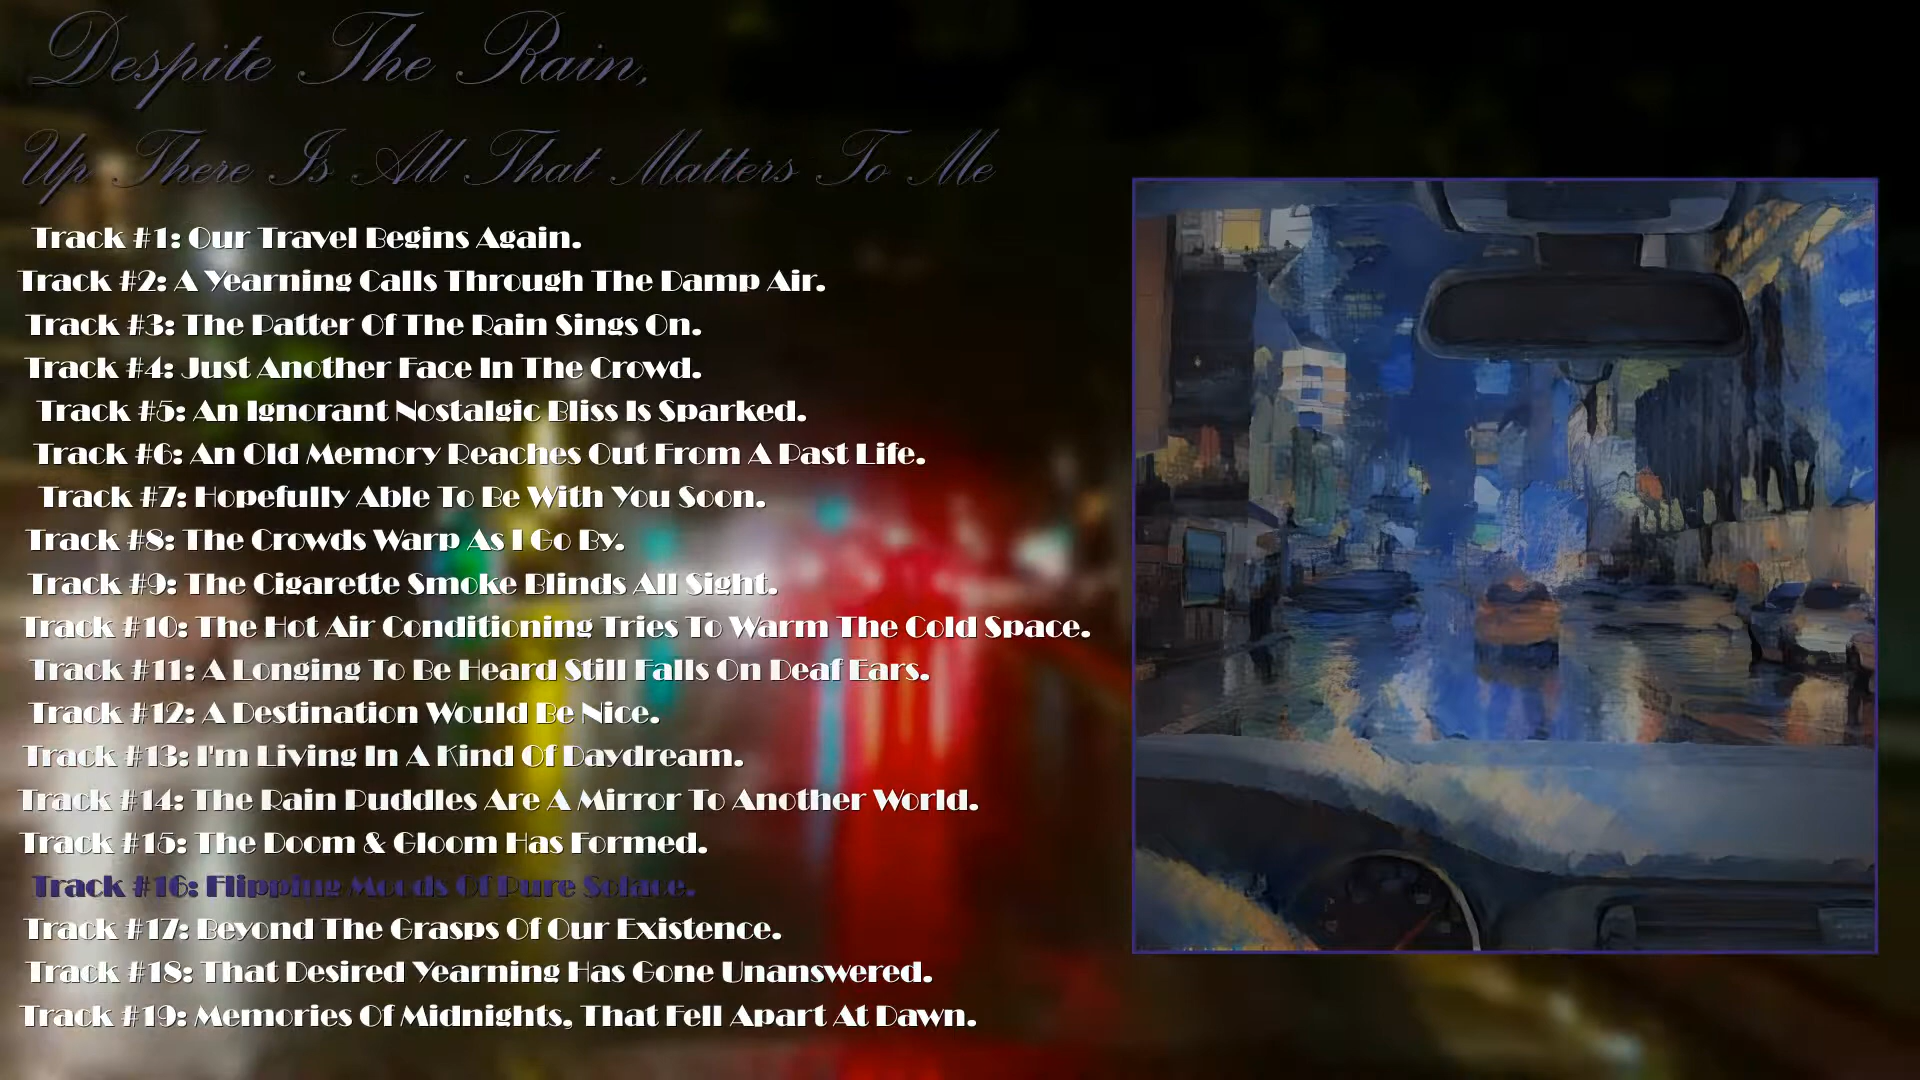 Despite The Rain,
Up There Is All That Matters To Me
Track #1: Our Travel Begins Again.
Track #2: A Yearning Calls Through The Damp Air.
Track #3: The Patter Of The Rain Sings On.
Track #4: Just Another Face In The Crowd.
Track #5: An Ignorant Nostalgic Bliss Is Sparked.
Track #6: An Old Memory Reaches Out From A Past Life.
Track #7: Hopefully Able To Be With You Soon.
Track #8: The Crowds Warp As I Go By.
Track #9: The Cigarette Smoke Blinds All Sight.
Track #10: The Hot Air Conditioning Tries To Warm The Cold Space.
Track #11: A Longing To Be Heard Still Falls On Deaf Ears.
Track #12: A Destination Would Be Nice.
Track #13: I'm Living In A Kind Of Daydream.
Track #14: The Rain Puddles Are A Mirror To Another World.
Track #15: The Doom & Gloom Has Formed.
Track #16: Flipping Moods Of Pure Solace.
Track #17: Beyond The Grasps Of Our Existence.
Track #18: That Desired Yearning Has Gone Unanswered.
Track #19: Memories Of Midnights, That Fell Apart At Dawn.